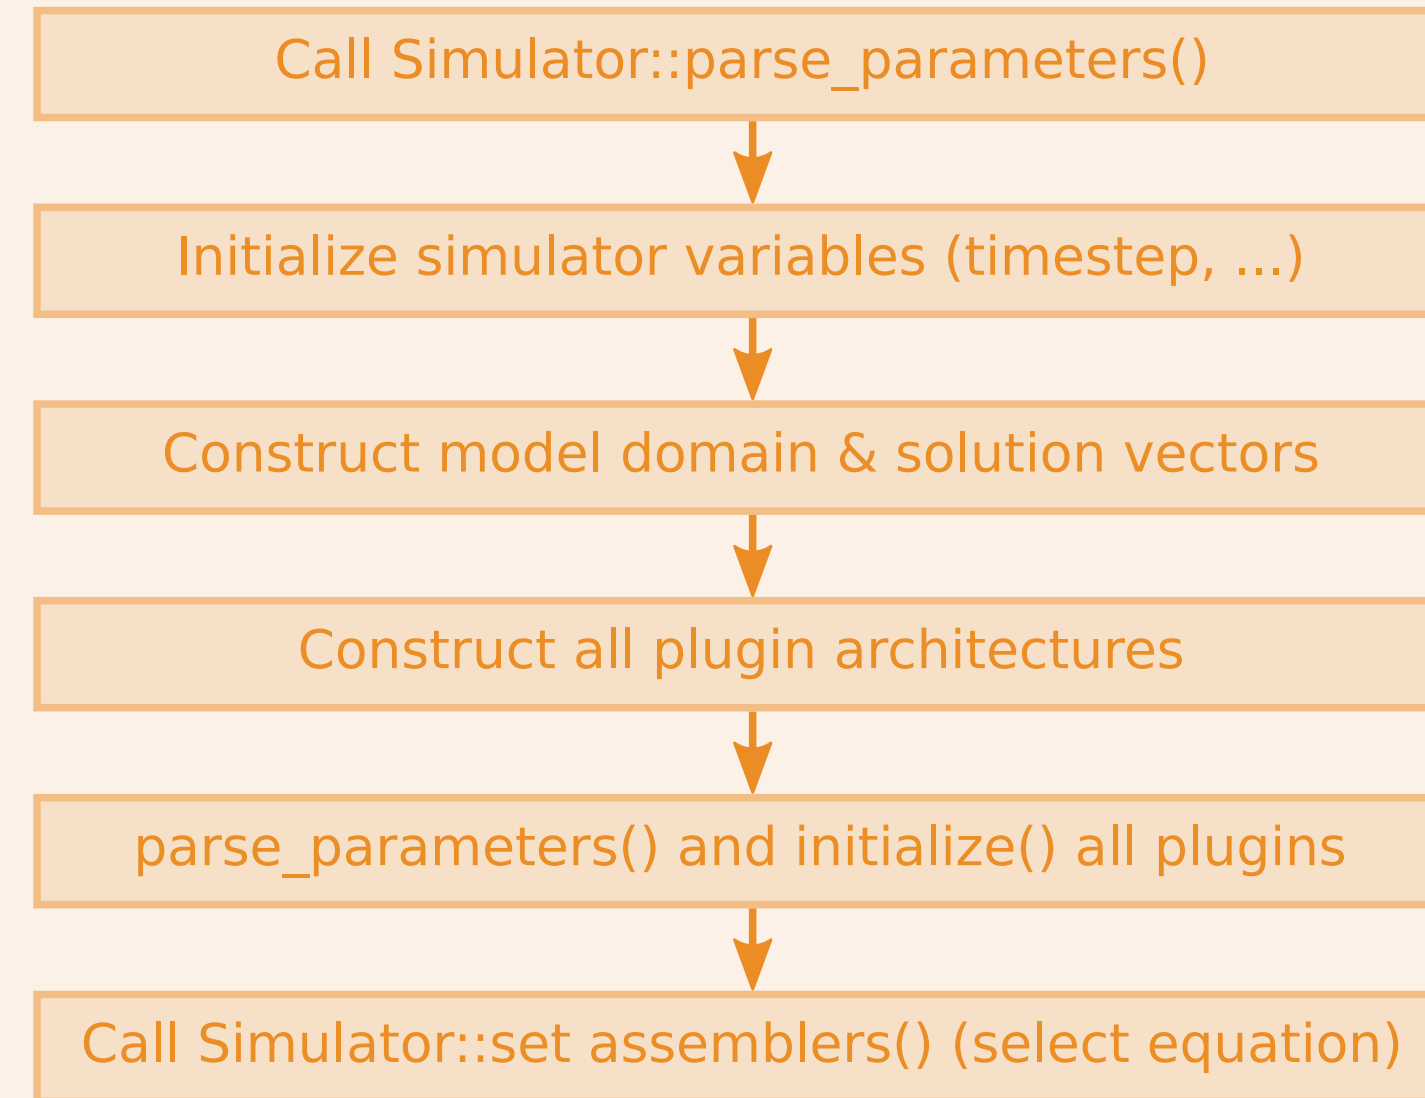 Call Simulator::parse_parameters()
Initialize simulator variables (timestep, ...)
Construct model domain & solution vectors
Construct all plugin architectures
parse_parameters() and initialize() all plugins
Call Simulator::set assemblers() (select equation)